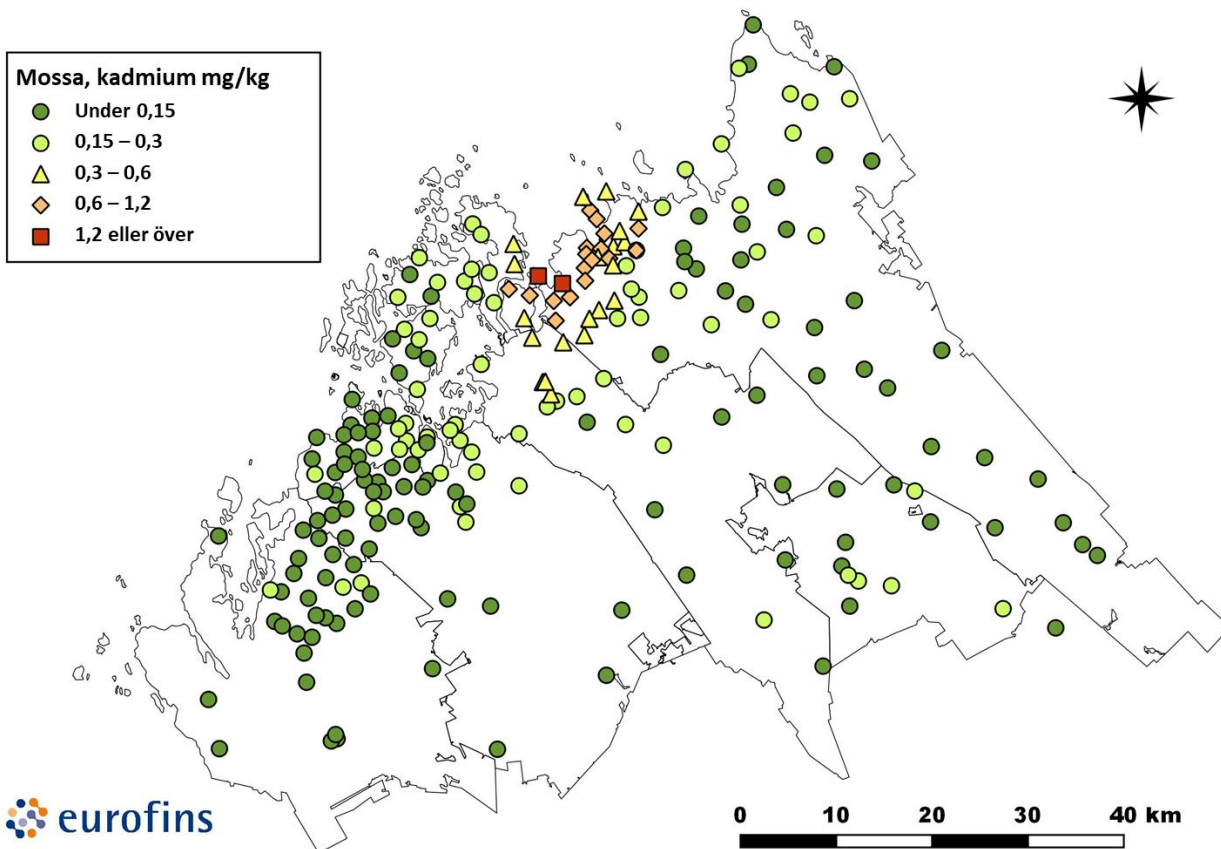 Mossa, kadmium mg/kg
Under 0,15
0,15 – 0,3
0,3 – 0,6
0,6 – 1,2
1,2 eller över
eurofins
0 10 20 30 40 km